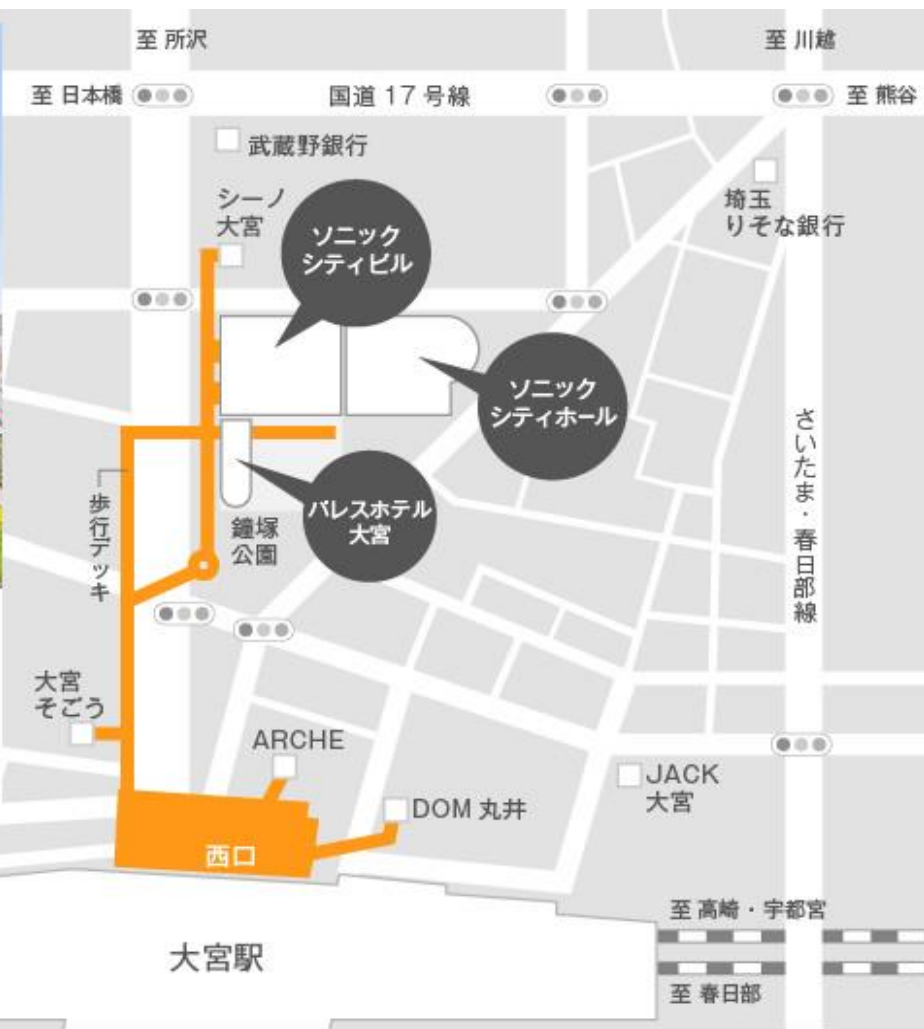 至 所沢
至 川越
至 日本橋
国道 17 号線
至 熊谷
武蔵野銀行
シーノ
大宮
ソニック
シティビル
埼玉
りそな銀行
ソニック
シティホール
さいたま・春日部線
歩行デッキ
パレスホテル
大宮
鐘塚
公園
大宮
そごう
ARCHE
JACK
大宮
DOM 丸井
西口
至 高崎・宇都宮
大宮駅
至 春日部